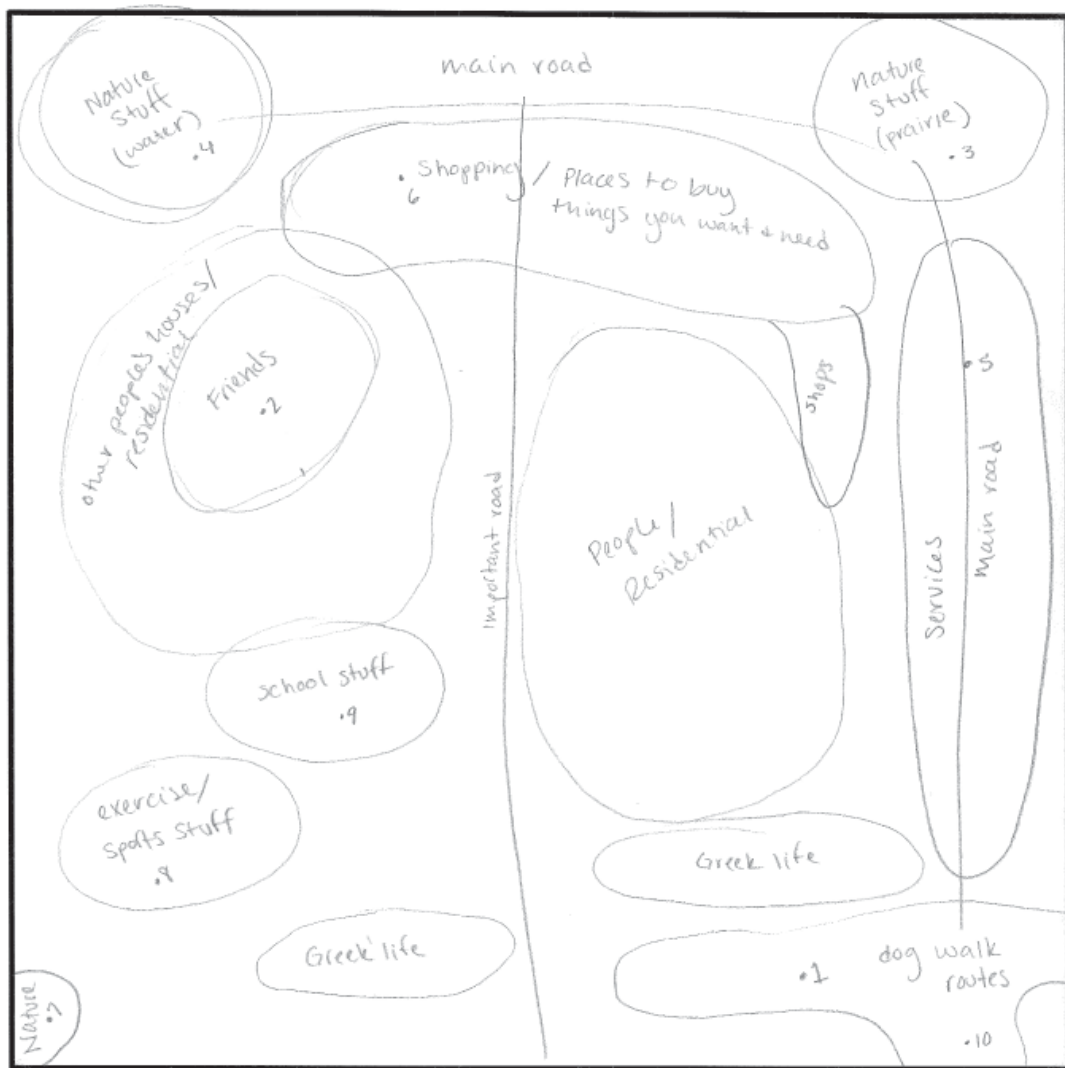 main road
Nature
Stuff
(water)
.4
Nature
Stuff
(prairie)
.3
. Shopping / Places to buy
6
things you want + need
other people's houses/
residential
Friends
.2
shops
.5
main road
services
Important road
People/
Residential
school stuff
.9
exercise/
sports stuff
.8
Greek life
Greek life
dog walk
routes
.1
.10
Nature
.7